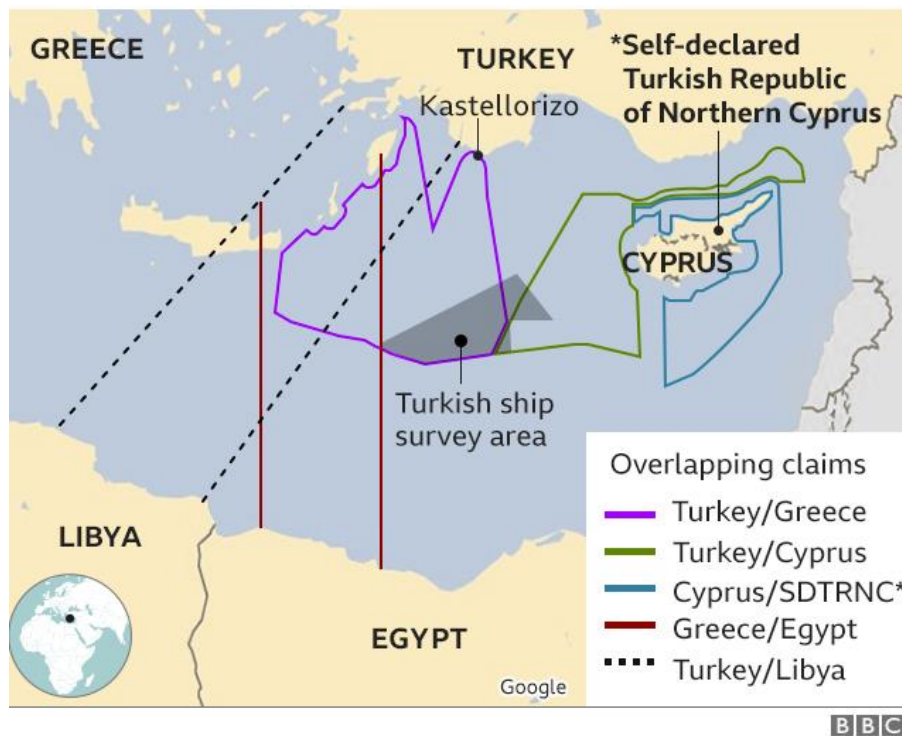 GREECE
TURKEY
*Self-declared
Turkish Republic
of Northern Cyprus
Kastellorizo
CYPRUS
Turkish ship
survey area
LIBYA
EGYPT
Google
Overlapping claims
Turkey/Greece
Turkey/Cyprus
Cyprus/SDTRNC*
Greece/Egypt
Turkey/Libya
BBC